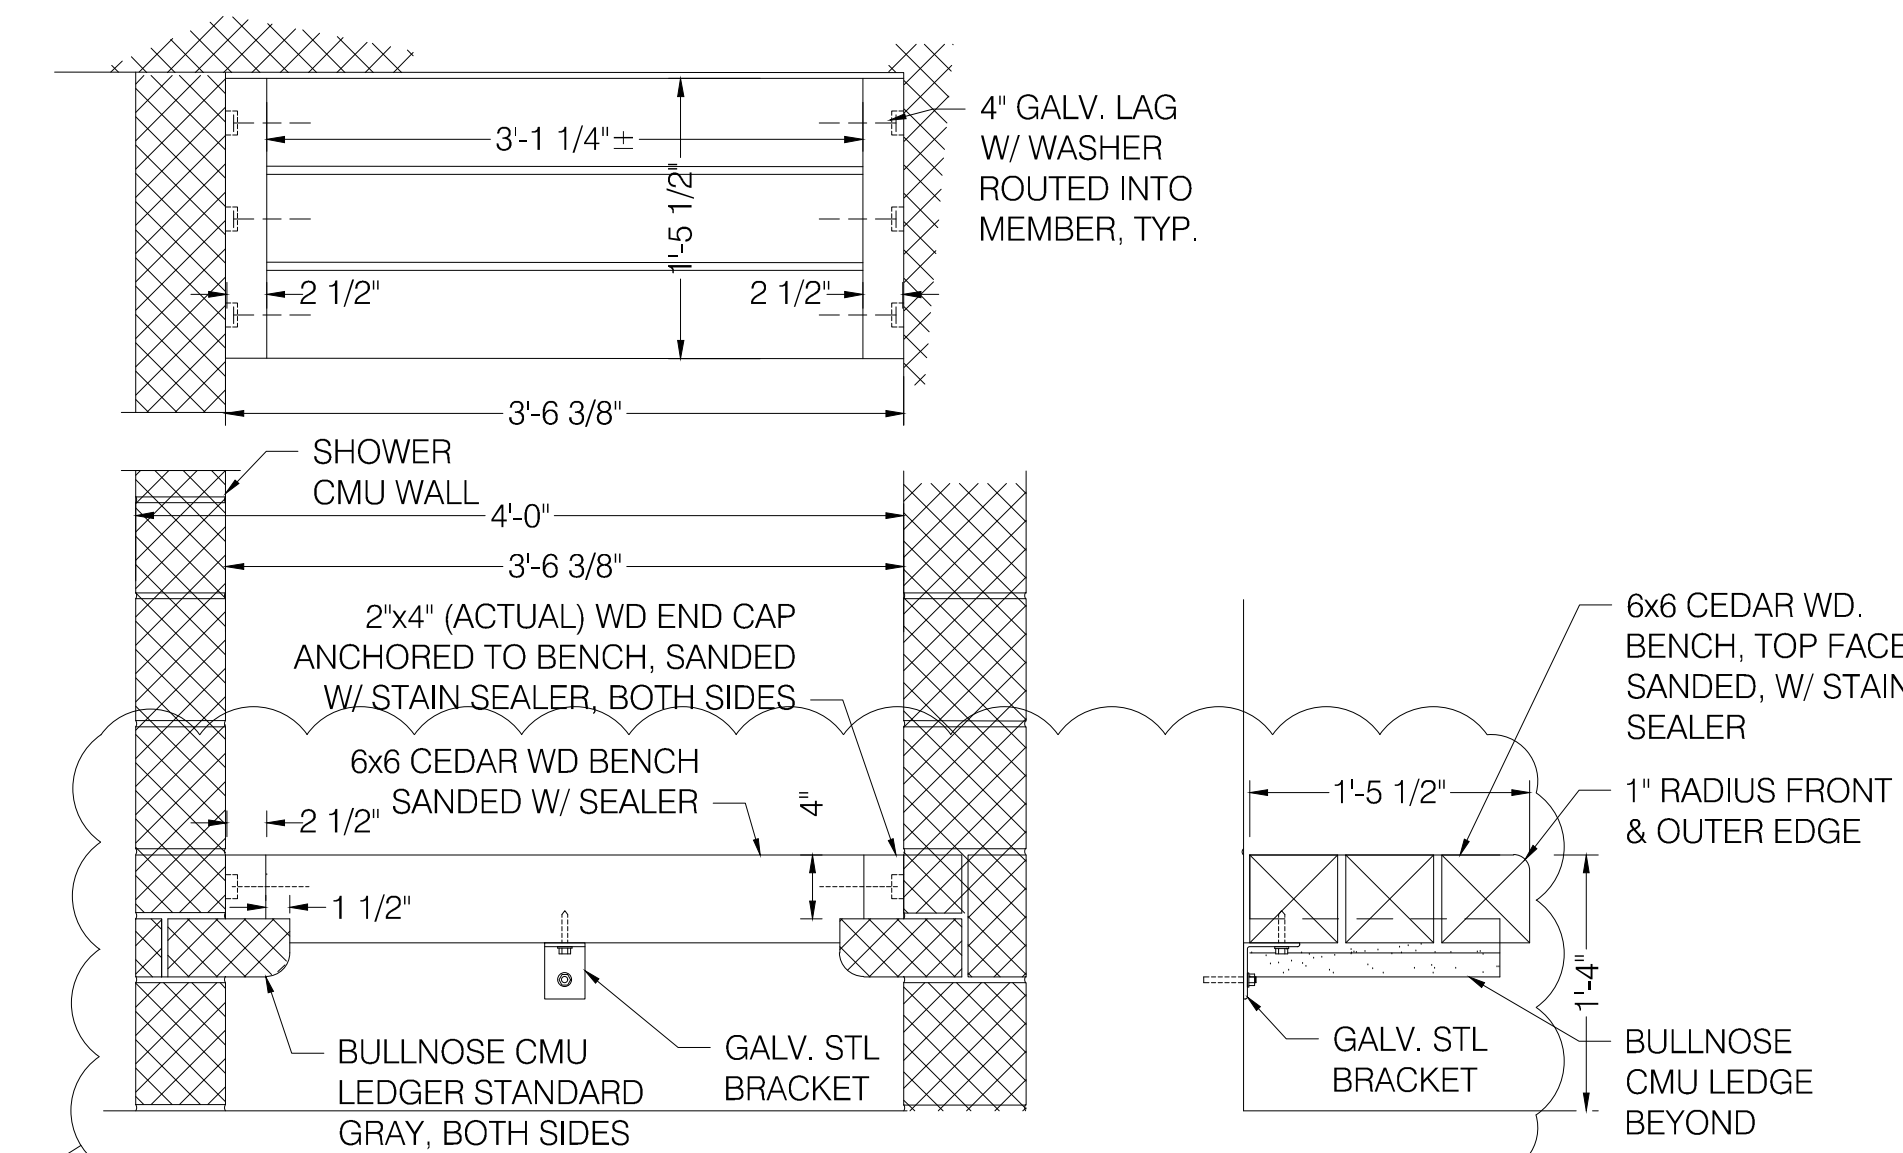 4" GALV. LAG
W/ WASHER
ROUTED INTO
MEMBER, TYP.
3'-1 1/4"±
1'-5 1/2"
2 1/2"
2 1/2"
3'-6 3/8"
SHOWER
CMU WALL
4'-0"
3'-6 3/8"
2"x4" (ACTUAL) WD END CAP
ANCHORED TO BENCH, SANDED
W/ STAIN SEALER, BOTH SIDES
6x6 CEDAR WD BENCH
SANDED W/ SEALER
4"
2 1/2"
1 1/2"
BULLNOSE CMU
LEDGER STANDARD
GRAY, BOTH SIDES
GALV. STL
BRACKET
6x6 CEDAR WD.
BENCH, TOP FACE
SANDED, W/ STAIN
SEALER
1'-5 1/2"
1" RADIUS FRONT
& OUTER EDGE
1'-4"
GALV. STL
BRACKET
BULLNOSE
CMU LEDGE
BEYOND